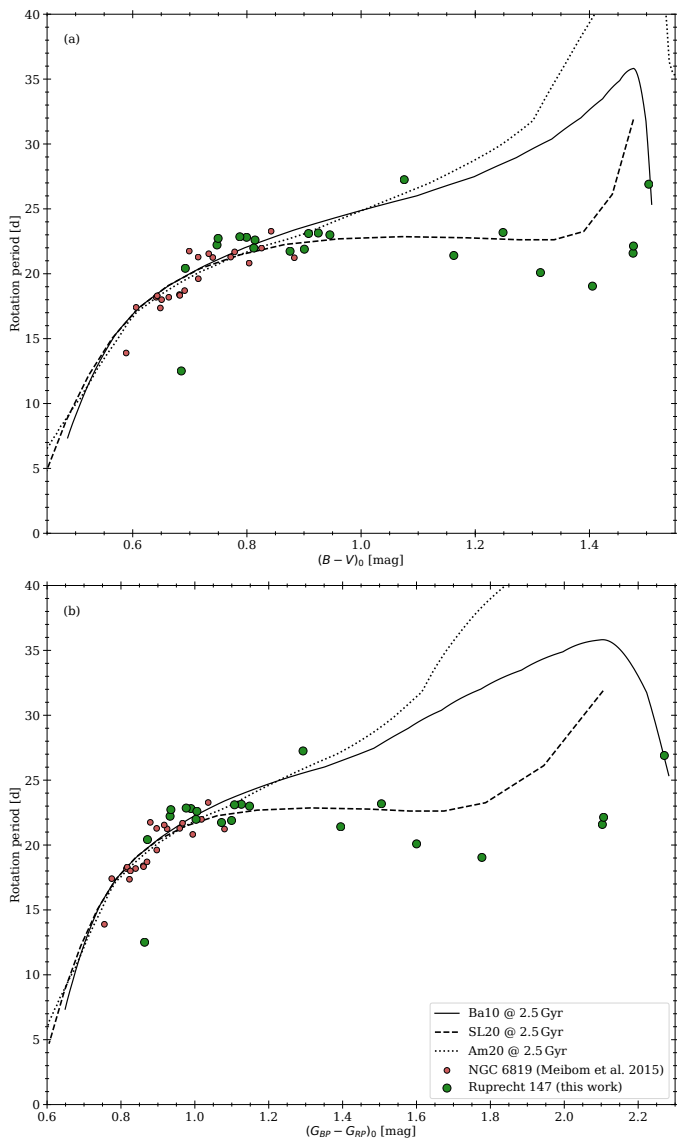 40
(a)
35
30
25
20
15
10
5
0
Rotation period [d]
0.6 0.8 1.0 1.2 1.4
(B − V)₀ [mag]
40
(b)
35
30
25
20
15
10
5
0
Rotation period [d]
Ba10 @ 2.5 Gyr
SL20 @ 2.5 Gyr
Am20 @ 2.5 Gyr
NGC 6819 (Meibom et al. 2015)
Ruprecht 147 (this work)
0.6 0.8 1.0 1.2 1.4 1.6 1.8 2.0 2.2
(G_BP − G_RP)₀ [mag]